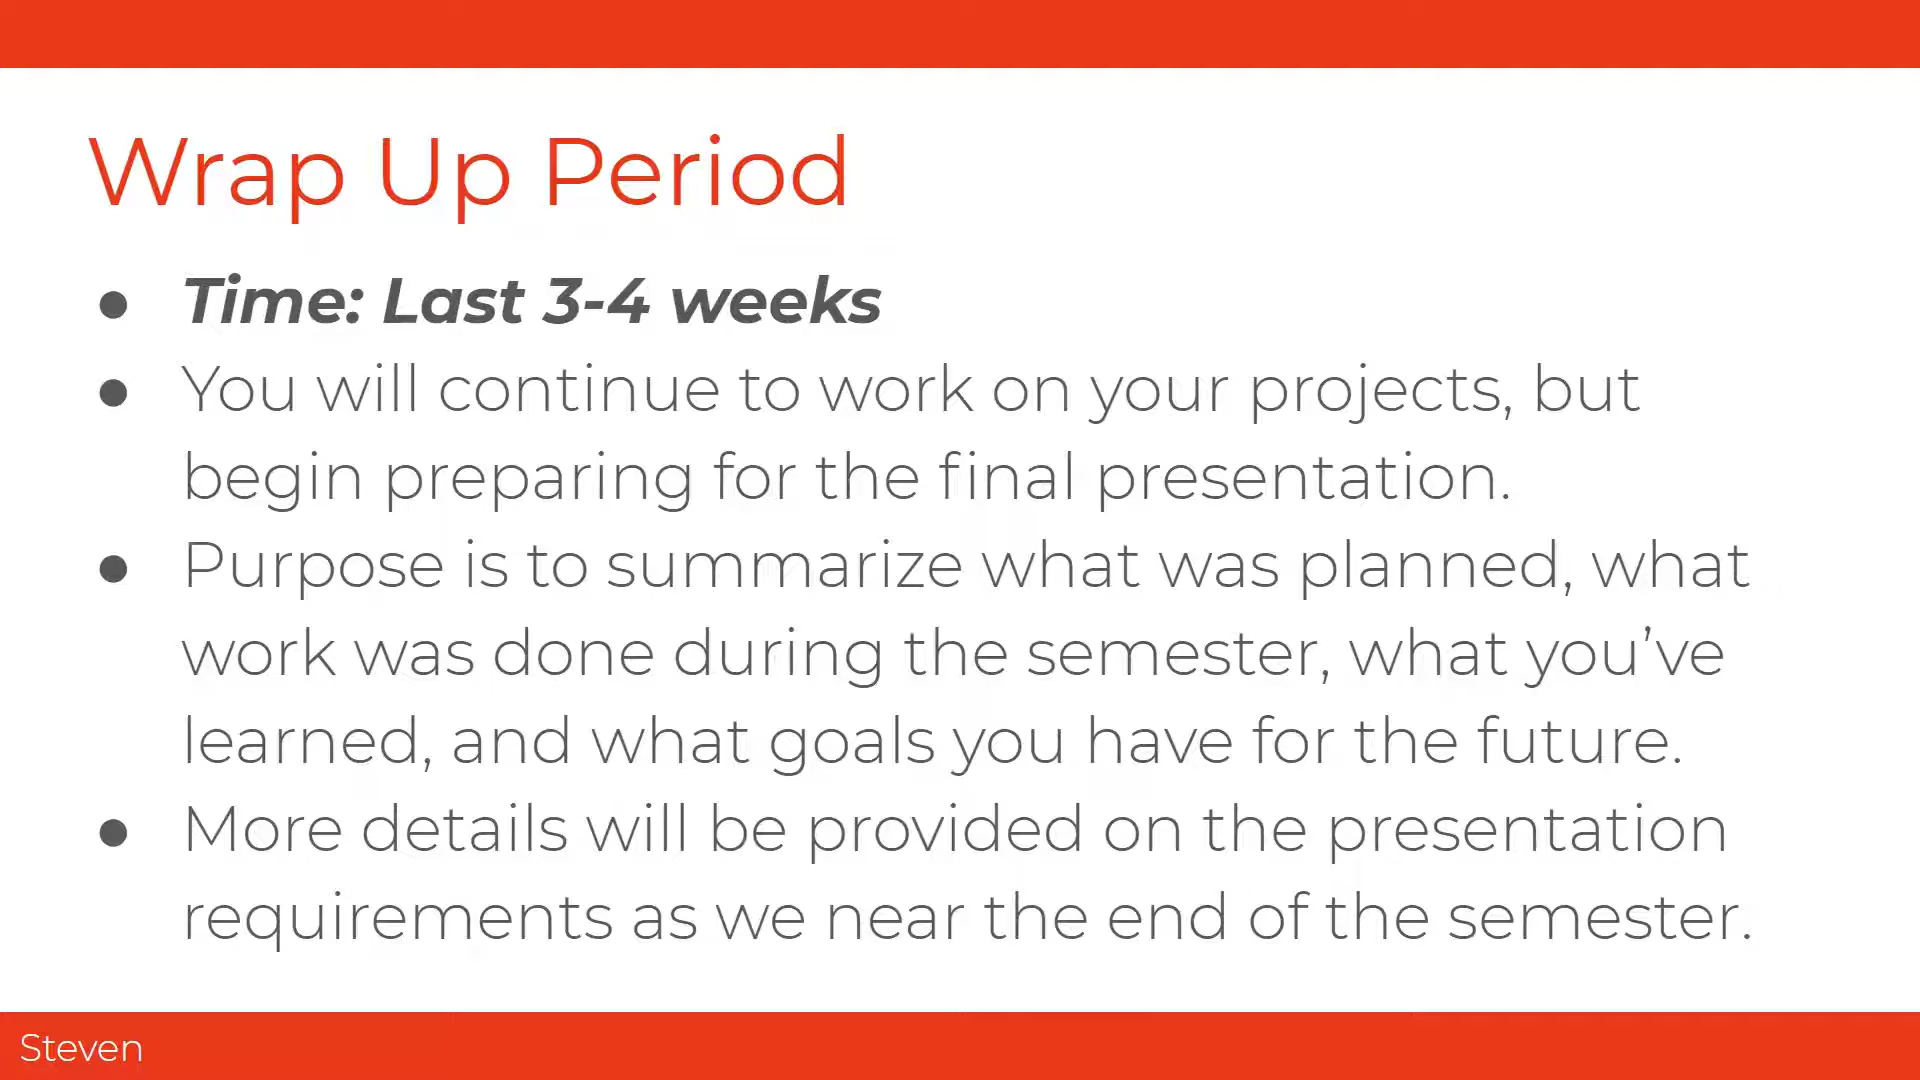 Wrap Up Period
● Time: Last 3-4 weeks
● You will continue to work on your projects, but
begin preparing for the final presentation.
● Purpose is to summarize what was planned, what
work was done during the semester, what you’ve
learned, and what goals you have for the future.
● More details will be provided on the presentation
requirements as we near the end of the semester.
Steven